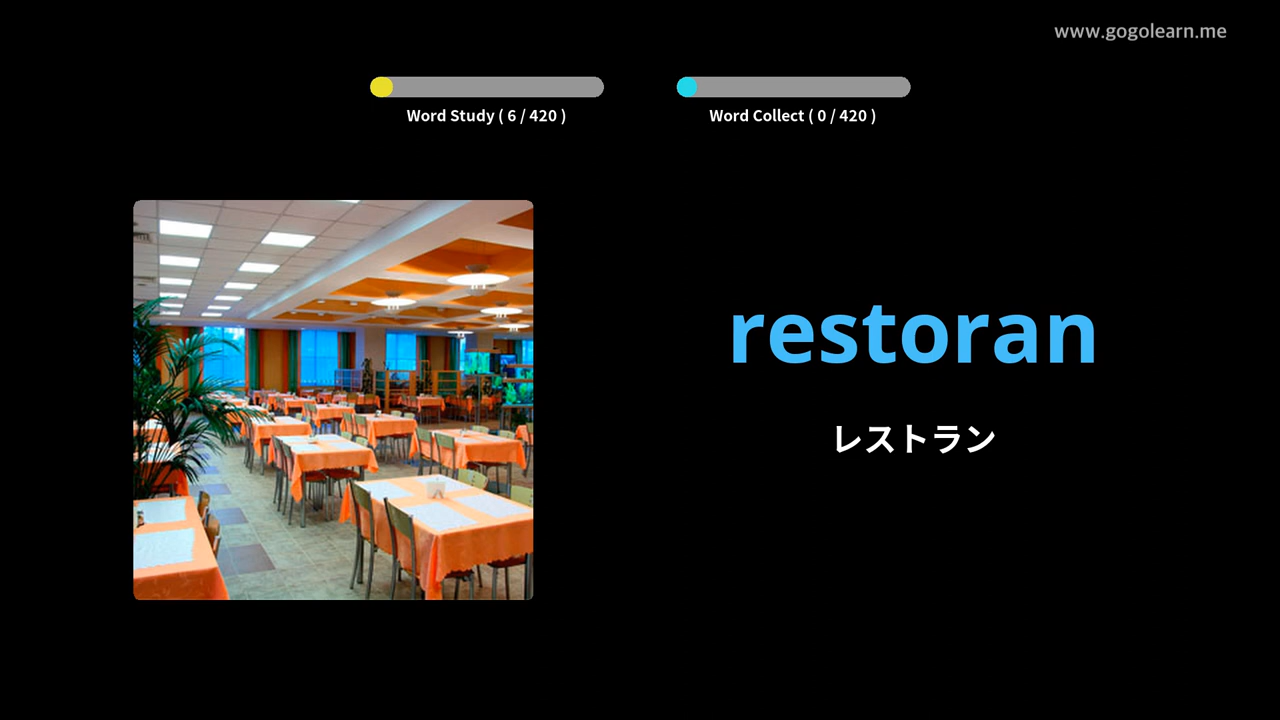 www.gogolearn.me
Word Study ( 6 / 420 )
Word Collect ( 0 / 420 )
restoran
レストラン